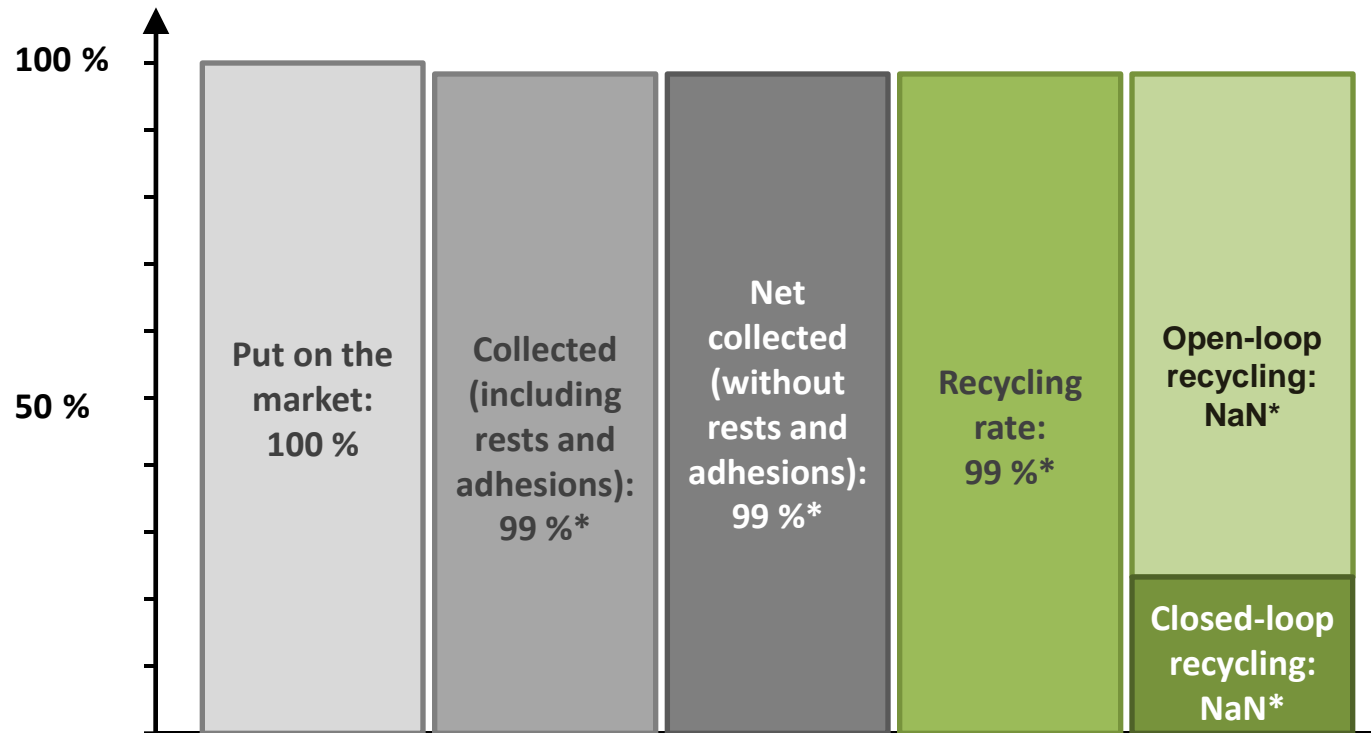 100 %
50 %
Put on the
market:
100 %
Collected
(including
rests and
adhesions):
99 %*
Net
collected
(without
rests and
adhesions):
99 %*
Recycling
rate:
99 %*
Open-loop
recycling:
NaN*
Closed-loop
recycling:
NaN*